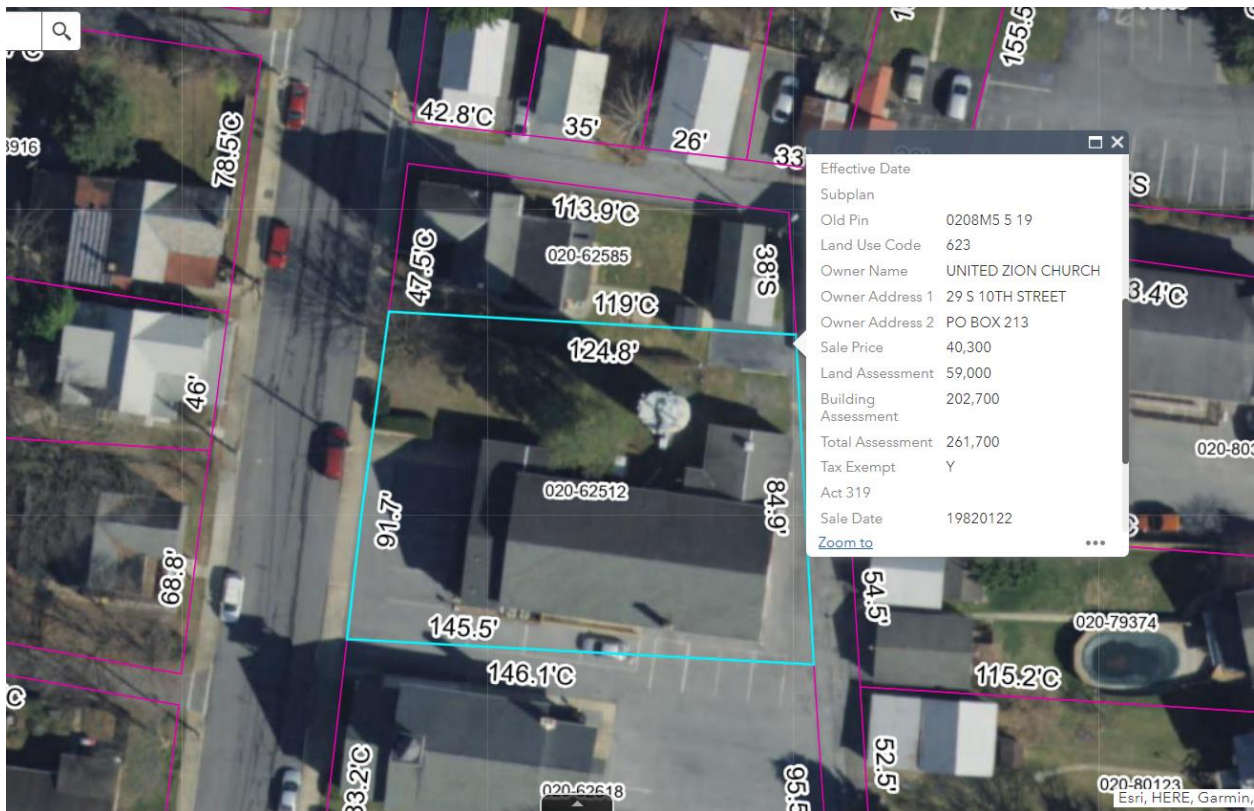 155.5'
42.8'C
35'
26'
33
78.5'C
3916
113.9'C
020-62585
47.5'C
38'S
119'C
124.8'
46'
020-62512
91.7'
84.9'
68.8'
145.5'
146.1'C
C
83.2'C
020-62618
95.5
Effective Date
Subplan
Old Pin 0208M5 5 19
Land Use Code 623
Owner Name UNITED ZION CHURCH
Owner Address 1 29 S 10TH STREET
Owner Address 2 PO BOX 213
Sale Price 40,300
Land Assessment 59,000
Building Assessment 202,700
Total Assessment 261,700
Tax Exempt Y
Act 319
Sale Date 19820122
Zoom to
'S
3.4'C
020-803
C
54.5'
020-79374
115.2'C
52.5'
020-80123
Esri, HERE, Garmin,